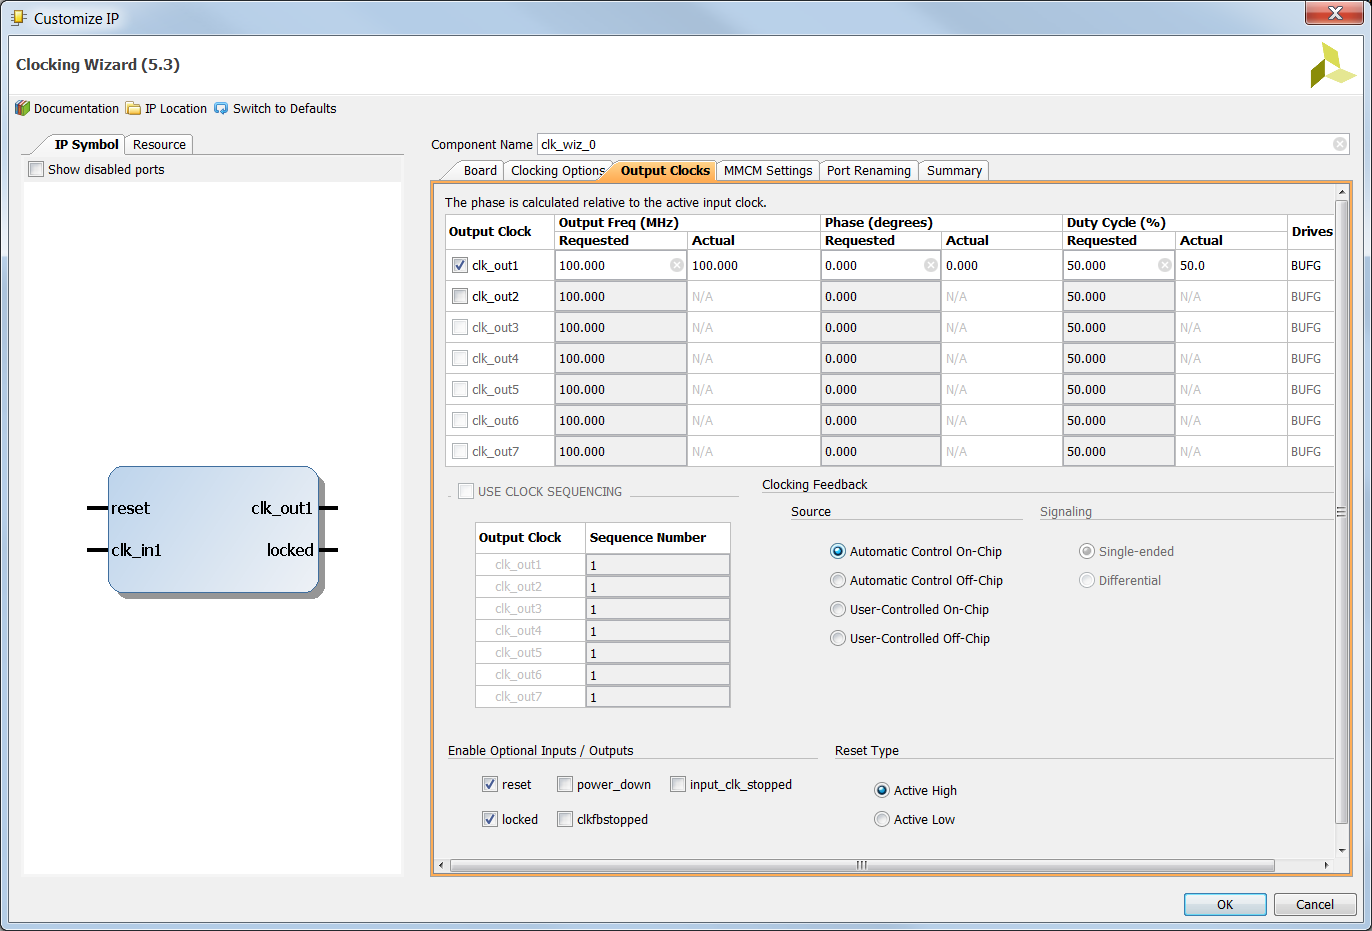 Customize IP
Clocking Wizard (5.3)
Documentation IP Location Switch to Defaults
IP Symbol Resource
Show disabled ports
reset clk_out1
clk_in1 locked
Component Name clk_wiz_0
Board Clocking Options Output Clocks MMCM Settings Port Renaming Summary
The phase is calculated relative to the active input clock.
Output Clock Output Freq (MHz) Phase (degrees) Duty Cycle (%) Drives
Requested Actual Requested Actual Requested Actual
clk_out1 100.000 100.000 0.000 0.000 50.000 50.0 BUFG
clk_out2 100.000 N/A 0.000 N/A 50.000 N/A BUFG
clk_out3 100.000 N/A 0.000 N/A 50.000 N/A BUFG
clk_out4 100.000 N/A 0.000 N/A 50.000 N/A BUFG
clk_out5 100.000 N/A 0.000 N/A 50.000 N/A BUFG
clk_out6 100.000 N/A 0.000 N/A 50.000 N/A BUFG
clk_out7 100.000 N/A 0.000 N/A 50.000 N/A BUFG
USE CLOCK SEQUENCING
Output Clock Sequence Number
clk_out1 1
clk_out2 1
clk_out3 1
clk_out4 1
clk_out5 1
clk_out6 1
clk_out7 1
Clocking Feedback
Source Signaling
Automatic Control On-Chip Single-ended
Automatic Control Off-Chip Differential
User-Controlled On-Chip
User-Controlled Off-Chip
Enable Optional Inputs / Outputs
reset power_down input_clk_stopped
locked clkfbstopped
Reset Type
Active High
Active Low
OK Cancel